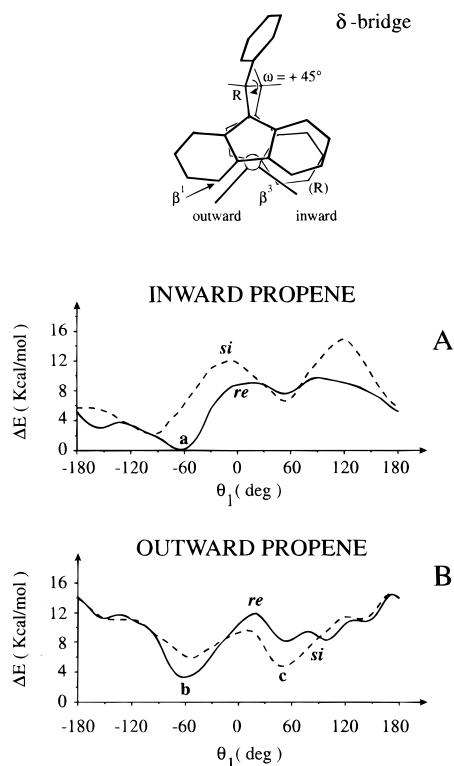 δ -bridge
ω = + 45°
R
(R)
β¹
β³
outward
inward
INWARD PROPENE
A
ΔE ( Kcal/mol )
16
12
8
4
0
si
re
a
-180 -120 -60 0 60 120 180
θ₁( deg )
OUTWARD PROPENE
B
ΔE ( Kcal/mol )
16
12
8
4
0
re
si
b
c
-180 -120 -60 0 60 120 180
θ₁( deg )